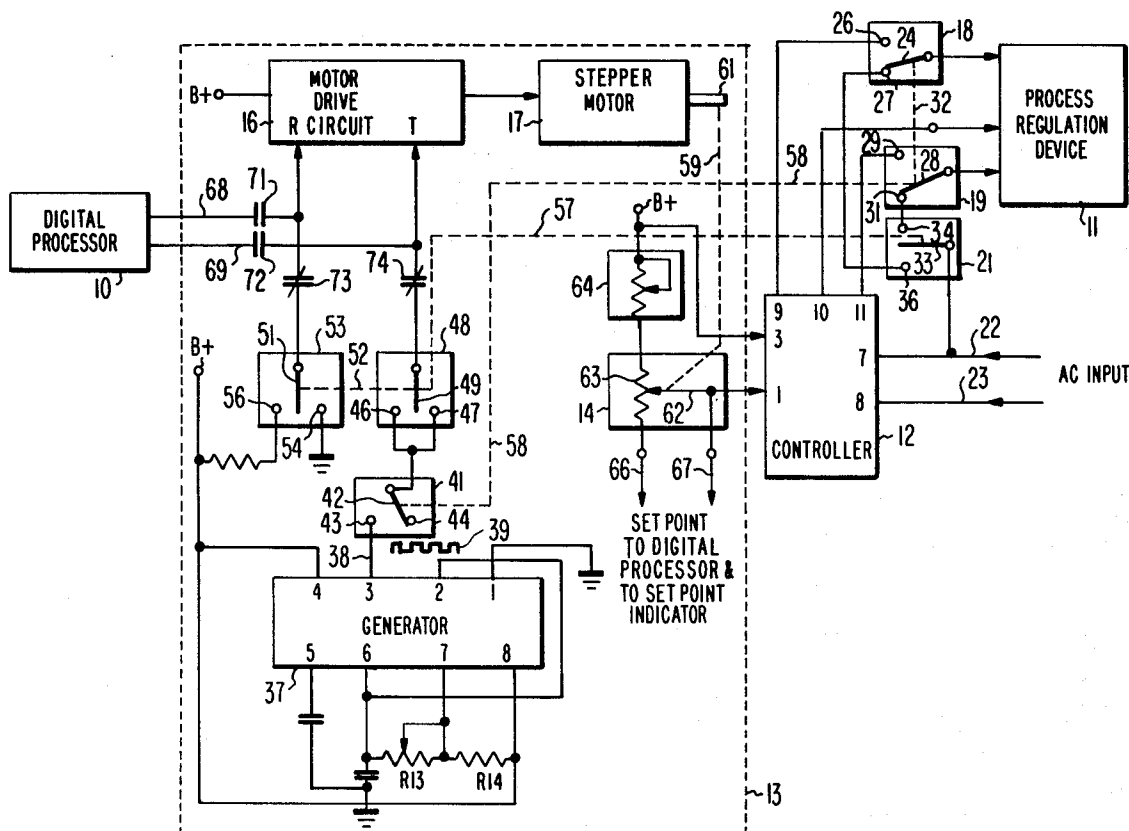 26
24
18
61
MOTOR
DRIVE
R CIRCUIT T
STEPPER
MOTOR
B+
16
17
27
32
PROCESS
REGULATION
DEVICE
71
59
29
28
58
68
B+
31
19
11
DIGITAL
PROCESSOR
57
34
33
21
10
69
72
74
73
64
36
9 10 11
53
48
3
7
22
B+
51
52
63
AC INPUT
56
54
46
49
47
14
62
1
8
23
CONTROLLER
12
58
66
67
41
42
43
44
39
38
SET POINT
TO DIGITAL
PROCESSOR &
TO SET POINT
INDICATOR
4 3 2 1
GENERATOR
5 6 7 8
37
R13
R14
13